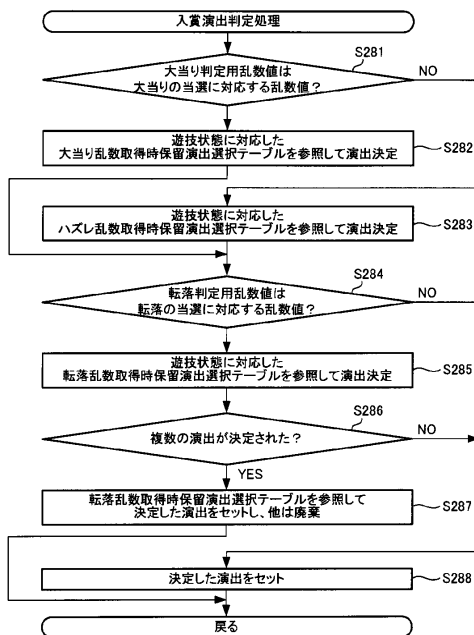 入賞演出判定処理
S281
大当り判定用乱数値は
大当りの当選に対応する乱数値？
NO
遊技状態に対応した
大当り乱数取得時保留演出選択テーブルを参照して演出決定
S282
遊技状態に対応した
ハズレ乱数取得時保留演出選択テーブルを参照して演出決定
S283
S284
転落判定用乱数値は
転落の当選に対応する乱数値？
NO
遊技状態に対応した
転落乱数取得時保留演出選択テーブルを参照して演出決定
S285
S286
複数の演出が決定された？
NO
YES
転落乱数取得時保留演出選択テーブルを参照して
決定した演出をセットし、他は廃棄
S287
決定した演出をセット
S288
戻る